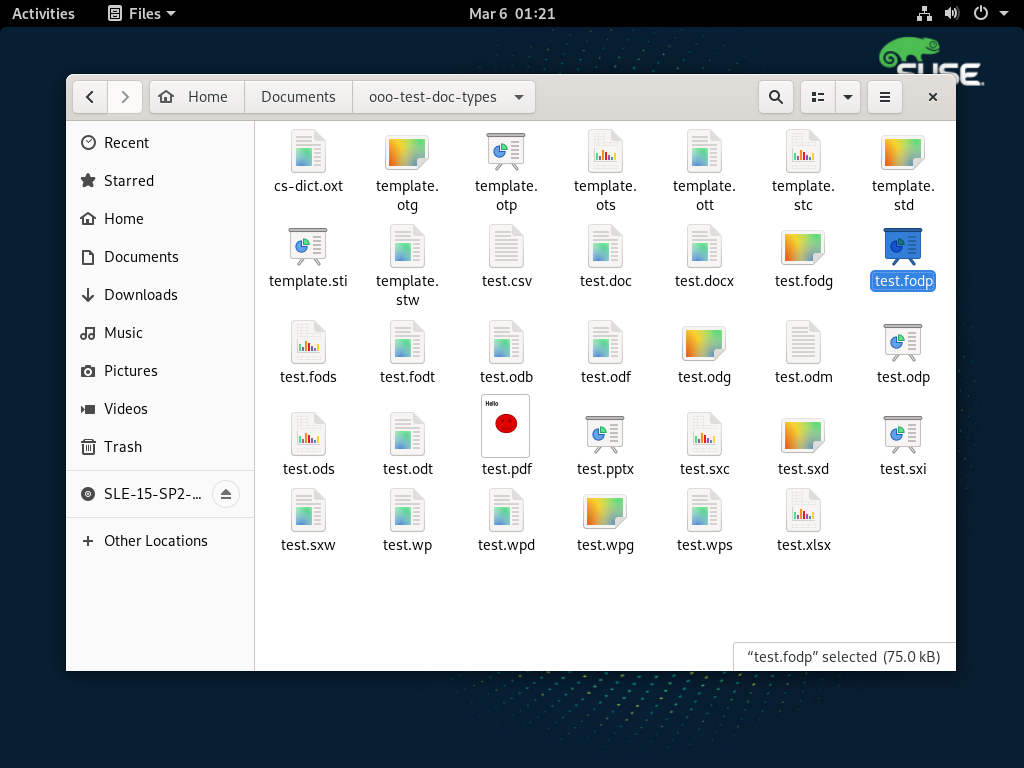 Activities
Files
Mar 6 01:21
SUSE
Home
Documents
ooo-test-doc-types
Recent
Starred
Home
Documents
Downloads
Music
Pictures
Videos
Trash
SLE-15-SP2-...
Other Locations
cs-dict.oxt
template.
otg
template.
otp
template.
ots
template.
ott
template.
stc
template.
std
template.sti
template.
stw
test.csv
test.doc
test.docx
test.fodg
test.fodp
test.fods
test.fodt
test.odb
test.odf
test.odg
test.odm
test.odp
test.ods
test.odt
Hello
test.pdf
test.pptx
test.sxc
test.sxd
test.sxi
test.sxw
test.wp
test.wpd
test.wpg
test.wps
test.xlsx
“test.fodp” selected (75.0 kB)